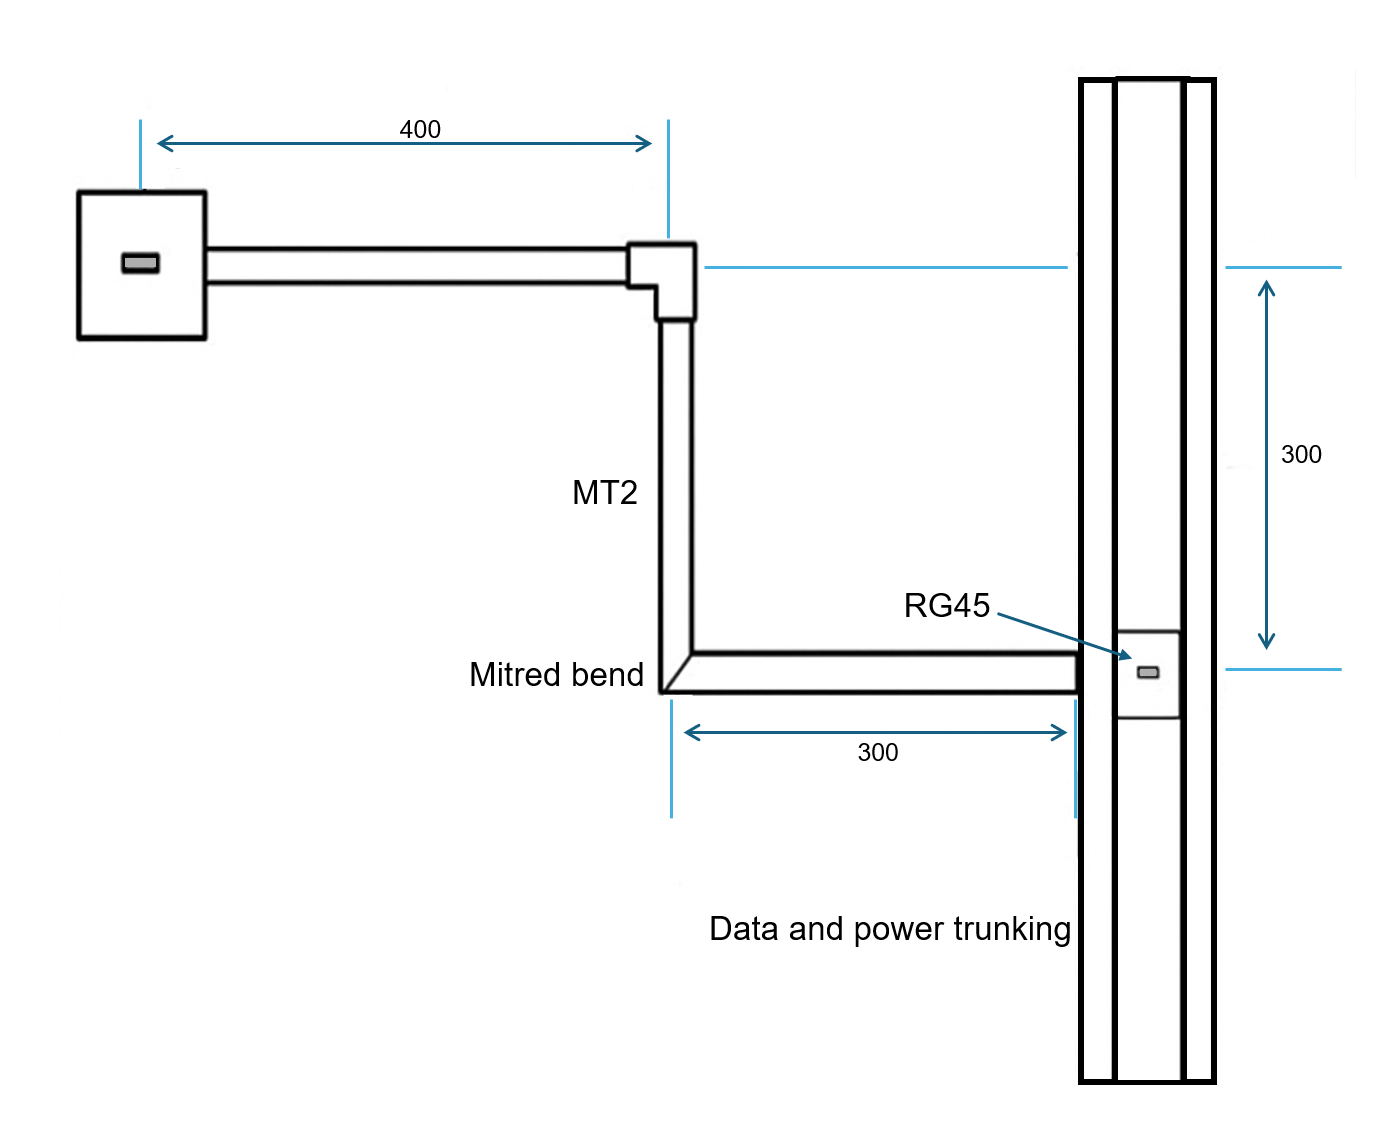 400
300
MT2
RG45
Mitred bend
300
Data and power trunking